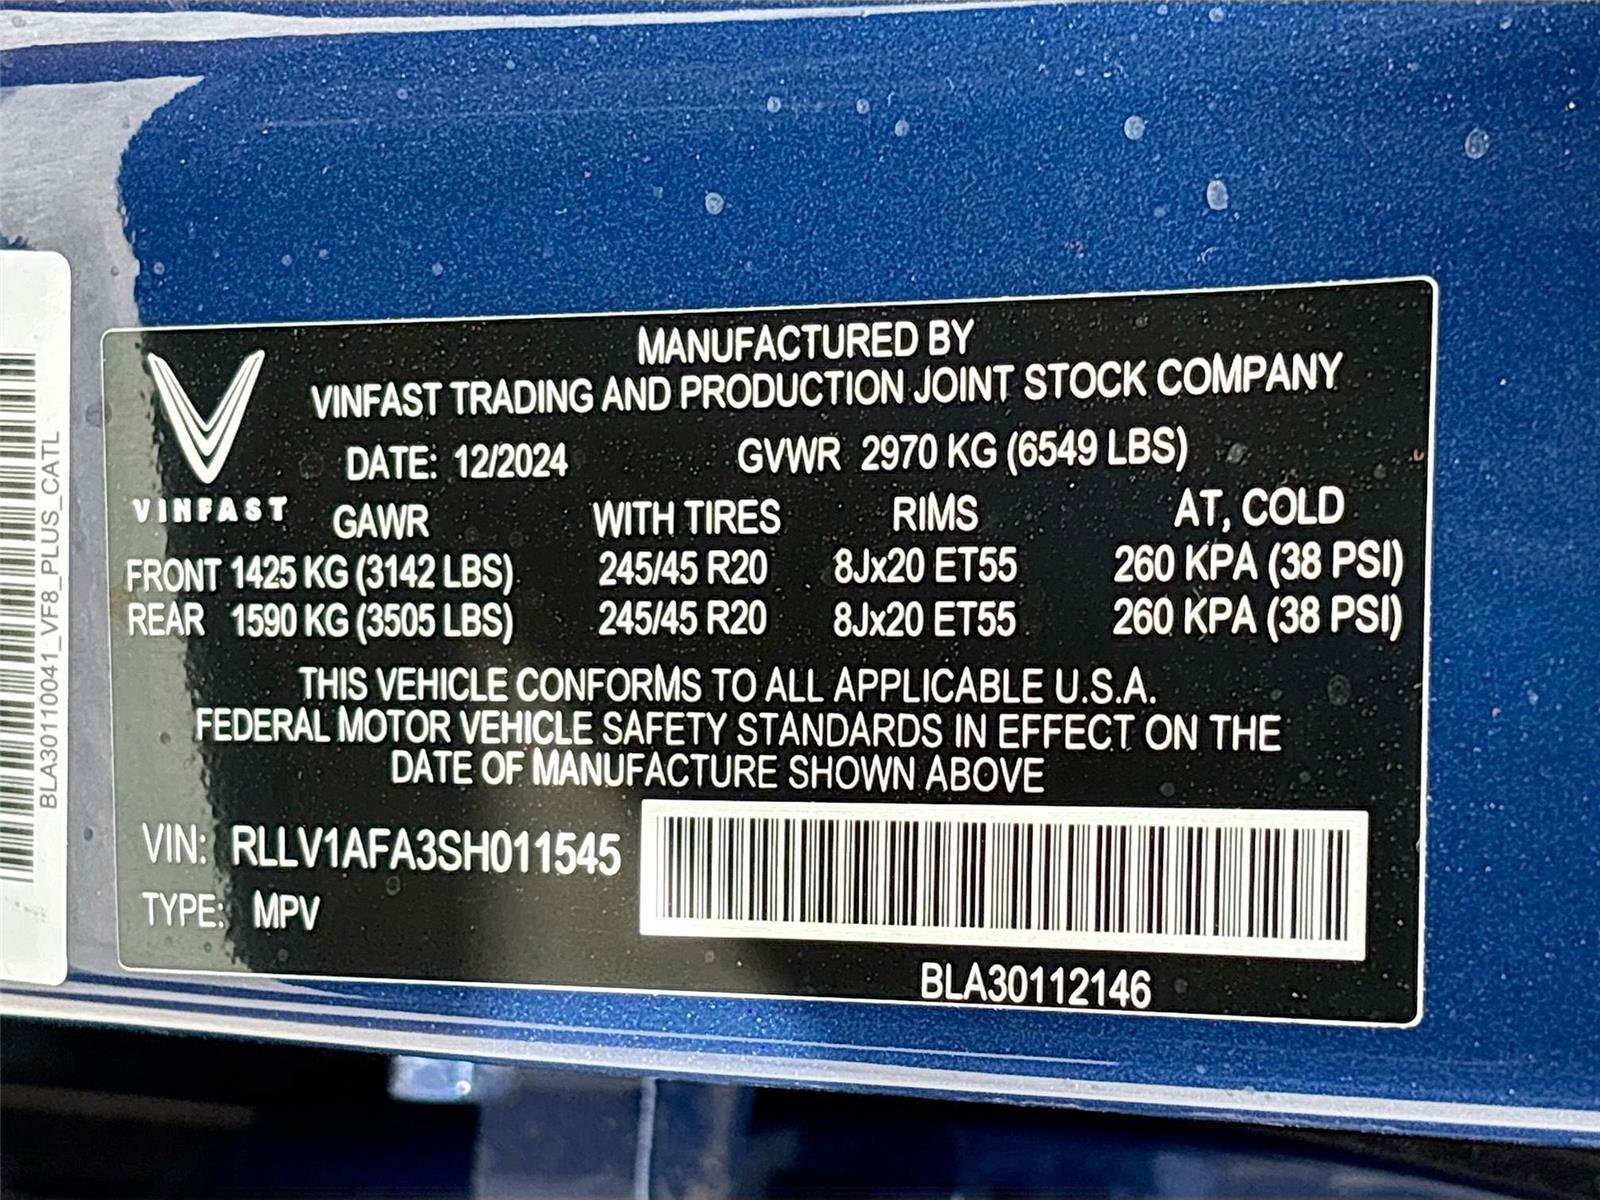 MANUFACTURED BY
VINFAST TRADING AND PRODUCTION JOINT STOCK COMPANY
DATE: 12/2024 GVWR 2970 KG (6549 LBS)
VINFAST
GAWR WITH TIRES RIMS AT, COLD
FRONT 1425 KG (3142 LBS) 245/45 R20 8Jx20 ET55 260 KPA (38 PSI)
REAR 1590 KG (3505 LBS) 245/45 R20 8Jx20 ET55 260 KPA (38 PSI)
THIS VEHICLE CONFORMS TO ALL APPLICABLE U.S.A.
FEDERAL MOTOR VEHICLE SAFETY STANDARDS IN EFFECT ON THE
DATE OF MANUFACTURE SHOWN ABOVE
VIN: RLLV1AFA3SH011545
TYPE: MPV
BLA30112146
BLA30110041_VF8_PLUS_CATL